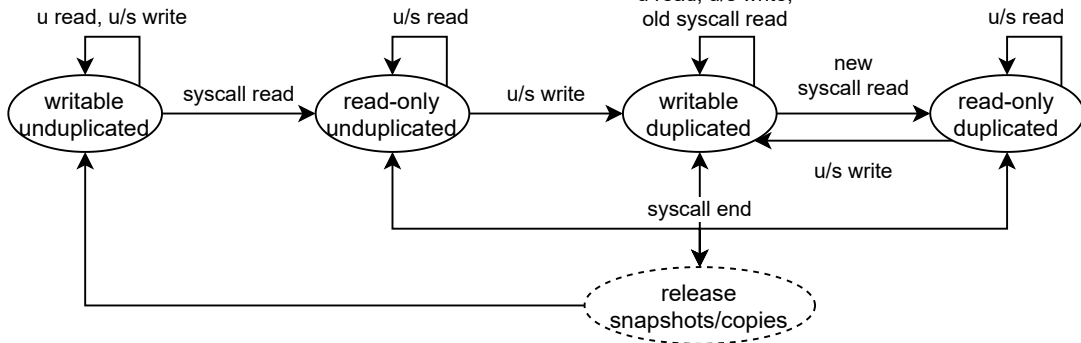 u read, u/s write
u/s read
old syscall read
u/s read
writable
unduplicated
syscall read
read-only
unduplicated
u/s write
writable
duplicated
new
syscall read
read-only
duplicated
u/s write
syscall end
release
snapshots/copies